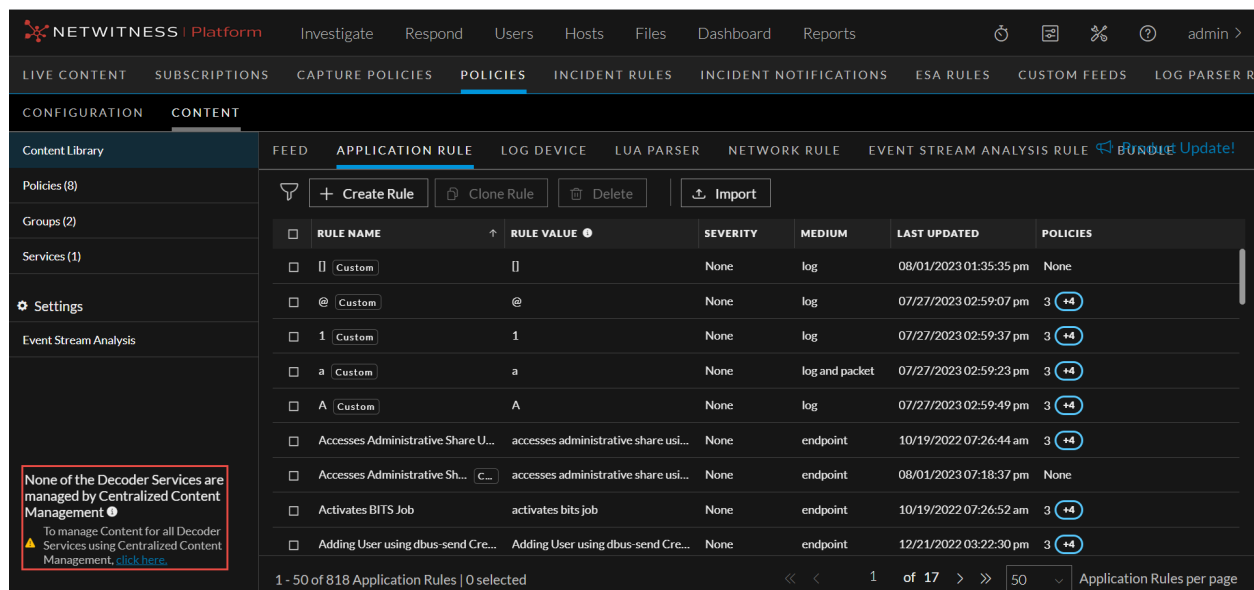 NETWITNESS | Platform Investigate Respond Users Hosts Files Dashboard Reports admin >
LIVE CONTENT SUBSCRIPTIONS CAPTURE POLICIES POLICIES INCIDENT RULES INCIDENT NOTIFICATIONS ESA RULES CUSTOM FEEDS LOG PARSER R
CONFIGURATION CONTENT
Content Library
Policies (8)
Groups (2)
Services (1)
Settings
Event Stream Analysis
None of the Decoder Services are
managed by Centralized Content
Management
To manage Content for all Decoder
Services using Centralized Content
Management, click here.
FEED APPLICATION RULE LOG DEVICE LUA PARSER NETWORK RULE EVENT STREAM ANALYSIS RULE BUNDLE Product Update!
+ Create Rule Clone Rule Delete Import
RULE NAME ↑ RULE VALUE SEVERITY MEDIUM LAST UPDATED POLICIES
[] Custom [] None log 08/01/2023 01:35:35 pm None
@ Custom @ None log 07/27/2023 02:59:07 pm 3 +4
1 Custom 1 None log 07/27/2023 02:59:37 pm 3 +4
a Custom a None log and packet 07/27/2023 02:59:23 pm 3 +4
A Custom A None log 07/27/2023 02:59:49 pm 3 +4
Accesses Administrative Share U... accesses administrative share usi... None endpoint 10/19/2022 07:26:44 am 3 +4
Accesses Administrative Sh... C... accesses administrative share usi... None endpoint 08/01/2023 07:18:37 pm None
Activates BITS Job activates bits job None endpoint 10/19/2022 07:26:52 am 3 +4
Adding User using dbus-send Cre... Adding User using dbus-send Cre... None endpoint 12/21/2022 03:22:30 pm 3 +4
1 - 50 of 818 Application Rules | 0 selected << < 1 of 17 > >> 50 Application Rules per page